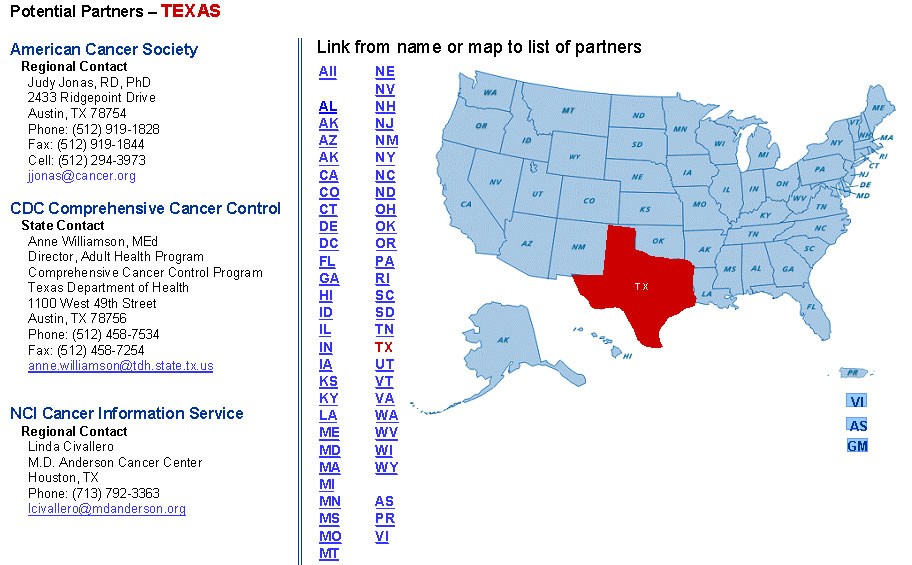 Potential Partners – TEXAS
American Cancer Society
Regional Contact
Judy Jonas, RD, PhD
2433 Ridgepoint Drive
Austin, TX 78754
Phone: (512) 919-1828
Fax: (512) 919-1844
Cell: (512) 294-3973
jjonas@cancer.org
CDC Comprehensive Cancer Control
State Contact
Anne Williamson, MEd
Director, Adult Health Program
Comprehensive Cancer Control Program
Texas Department of Health
1100 West 49th Street
Austin, TX 78756
Phone: (512) 458-7534
Fax: (512) 458-7254
anne.williamson@tdh.state.tx.us
NCI Cancer Information Service
Regional Contact
Linda Civallero
M.D. Anderson Cancer Center
Houston, TX
Phone: (713) 792-3363
lcivallero@mdanderson.org
Link from name or map to list of partners
All
AL
AK
AZ
AK
CA
CO
CT
DE
DC
FL
GA
HI
ID
IL
IN
IA
KS
KY
LA
ME
MD
MA
MI
MN
MS
MO
MT
NE
NV
NH
NJ
NM
NY
NC
ND
OH
OK
OR
PA
RI
SC
SD
TN
TX
UT
VT
VA
WA
WV
WI
WY
AS
PR
VI
WA
MT
ND
MN
OR
ID
SD
WI
MI
WY
NV
UT
CO
NE
IA
IL
IN
OH
PA
NY
VT
NH
ME
MA
RI
CT
NJ
DE
MD
WV
TN
KY
CA
KS
MO
AZ
NM
OK
AK
TN
NC
SC
MS
AL
GA
LA
FL
TX
AK
HI
PR
VI
AS
GM